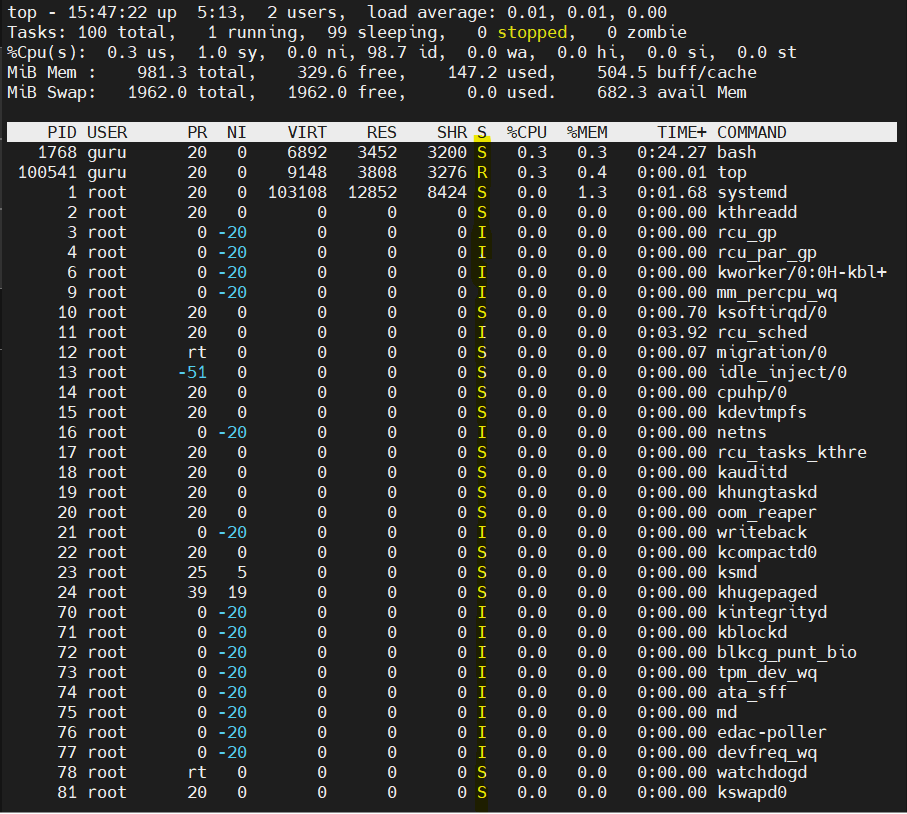 top - 15:47:22 up  5:13,  2 users,  load average: 0.01, 0.01, 0.00
Tasks: 100 total,   1 running,  99 sleeping,   0 stopped,   0 zombie
%Cpu(s):  0.3 us,  1.0 sy,  0.0 ni, 98.7 id,  0.0 wa,  0.0 hi,  0.0 si,  0.0 st
MiB Mem :    981.3 total,    329.6 free,    147.2 used,    504.5 buff/cache
MiB Swap:   1962.0 total,   1962.0 free,      0.0 used.    682.3 avail Mem
PID USER      PR  NI    VIRT    RES    SHR S  %CPU  %MEM     TIME+ COMMAND
1768 guru      20   0    6892   3452   3200 S   0.3   0.3   0:24.27 bash
100541 guru      20   0    9148   3808   3276 R   0.3   0.4   0:00.01 top
1 root      20   0  103108  12852   8424 S   0.0   1.3   0:01.68 systemd
2 root      20   0       0      0      0 S   0.0   0.0   0:00.00 kthreadd
3 root       0 -20       0      0      0 I   0.0   0.0   0:00.00 rcu_gp
4 root       0 -20       0      0      0 I   0.0   0.0   0:00.00 rcu_par_gp
6 root       0 -20       0      0      0 I   0.0   0.0   0:00.00 kworker/0:0H-kbl+
9 root       0 -20       0      0      0 I   0.0   0.0   0:00.00 mm_percpu_wq
10 root      20   0       0      0      0 S   0.0   0.0   0:00.70 ksoftirqd/0
11 root      20   0       0      0      0 I   0.0   0.0   0:03.92 rcu_sched
12 root      rt   0       0      0      0 S   0.0   0.0   0:00.07 migration/0
13 root     -51   0       0      0      0 S   0.0   0.0   0:00.00 idle_inject/0
14 root      20   0       0      0      0 S   0.0   0.0   0:00.00 cpuhp/0
15 root      20   0       0      0      0 S   0.0   0.0   0:00.00 kdevtmpfs
16 root       0 -20       0      0      0 I   0.0   0.0   0:00.00 netns
17 root      20   0       0      0      0 S   0.0   0.0   0:00.00 rcu_tasks_kthre
18 root      20   0       0      0      0 S   0.0   0.0   0:00.00 kauditd
19 root      20   0       0      0      0 S   0.0   0.0   0:00.00 khungtaskd
20 root      20   0       0      0      0 S   0.0   0.0   0:00.00 oom_reaper
21 root       0 -20       0      0      0 I   0.0   0.0   0:00.00 writeback
22 root      20   0       0      0      0 S   0.0   0.0   0:00.00 kcompactd0
23 root      25   5       0      0      0 S   0.0   0.0   0:00.00 ksmd
24 root      39  19       0      0      0 S   0.0   0.0   0:00.00 khugepaged
70 root       0 -20       0      0      0 I   0.0   0.0   0:00.00 kintegrityd
71 root       0 -20       0      0      0 I   0.0   0.0   0:00.00 kblockd
72 root       0 -20       0      0      0 I   0.0   0.0   0:00.00 blkcg_punt_bio
73 root       0 -20       0      0      0 I   0.0   0.0   0:00.00 tpm_dev_wq
74 root       0 -20       0      0      0 I   0.0   0.0   0:00.00 ata_sff
75 root       0 -20       0      0      0 I   0.0   0.0   0:00.00 md
76 root       0 -20       0      0      0 I   0.0   0.0   0:00.00 edac-poller
77 root       0 -20       0      0      0 I   0.0   0.0   0:00.00 devfreq_wq
78 root      rt   0       0      0      0 S   0.0   0.0   0:00.00 watchdogd
81 root      20   0       0      0      0 S   0.0   0.0   0:00.00 kswapd0